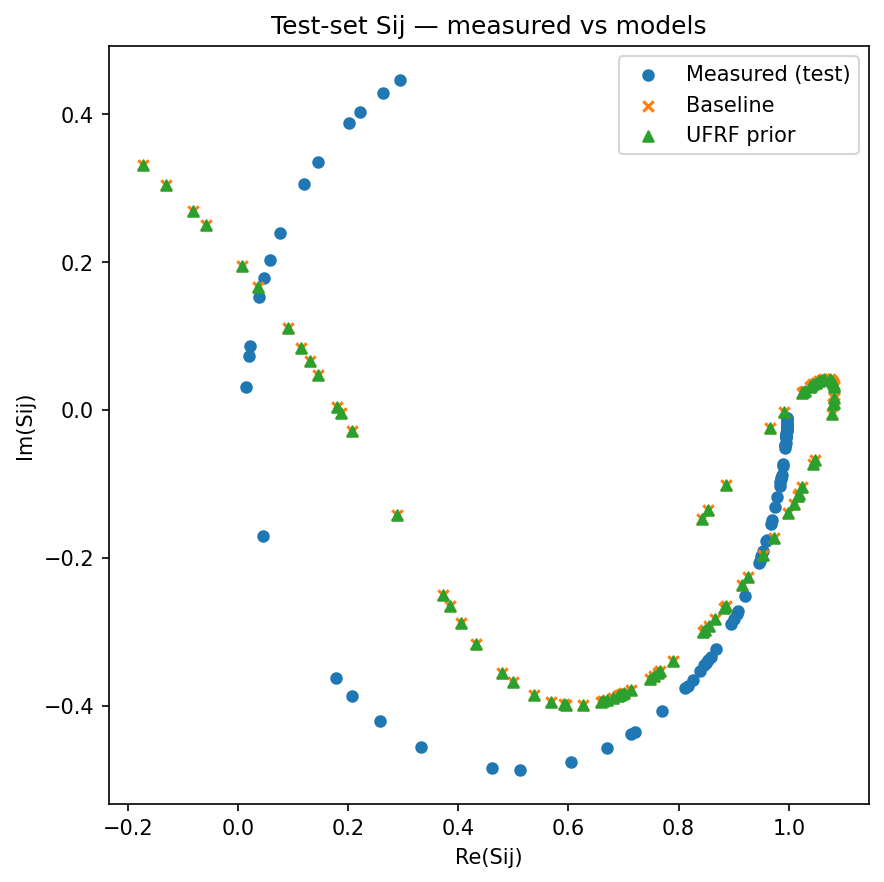 Test-set Sij — measured vs models
Measured (test)
Baseline
UFRF prior
Im(Sij)
0.4
0.2
0.0
−0.2
−0.4
−0.2
0.0
0.2
0.4
0.6
0.8
1.0
Re(Sij)